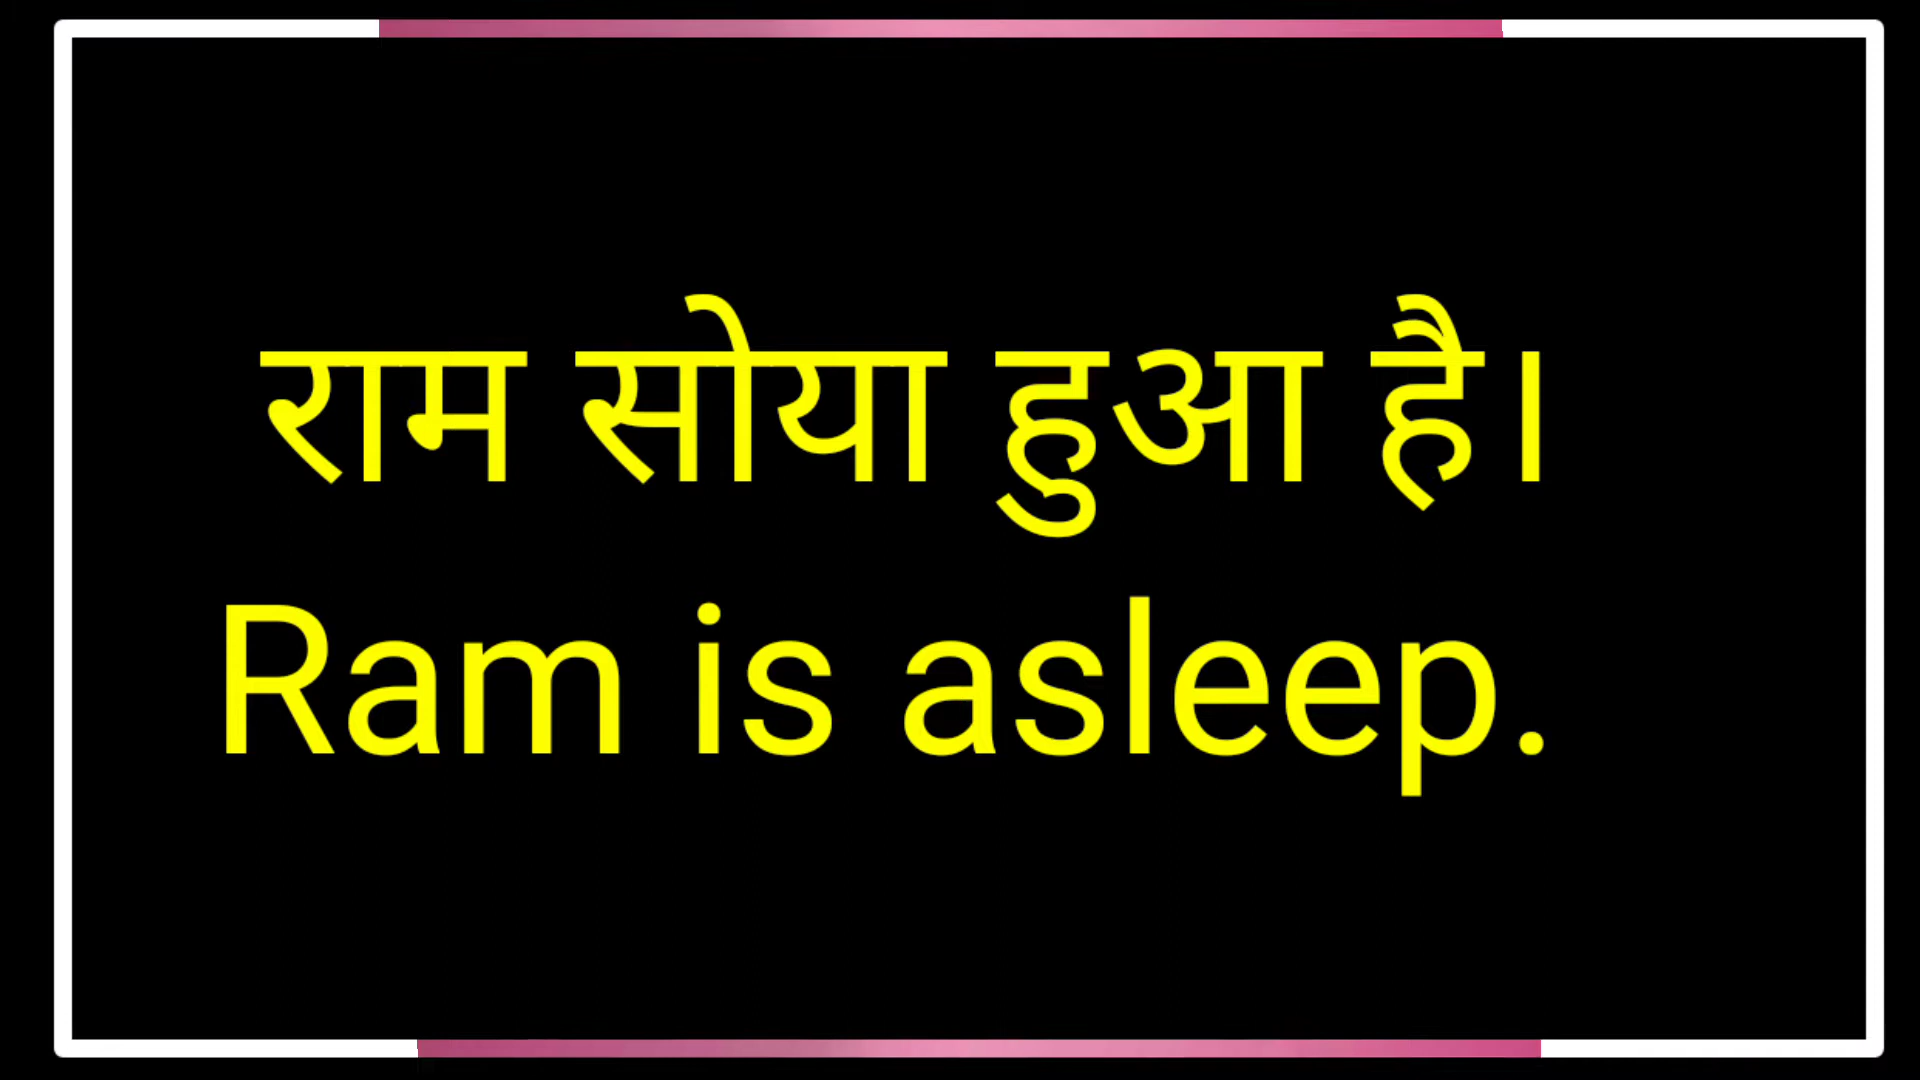 राम सोया हुआ है।
Ram is asleep.